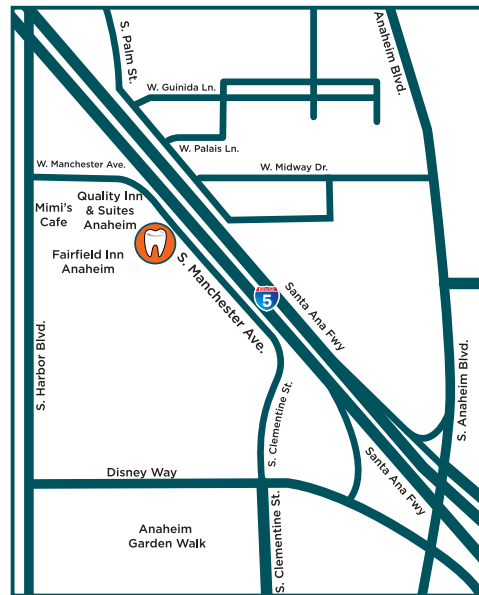 S. Palm St.
Anaheim Blvd.
W. Guinida Ln.
W. Palais Ln.
W. Manchester Ave.
W. Midway Dr.
Quality Inn
& Suites
Anaheim
Mimi's
Cafe
Fairfield Inn
Anaheim
S. Manchester Ave.
5
Santa Ana Fwy
S. Harbor Blvd.
S. Anaheim Blvd.
S. Clementine St.
Santa Ana Fwy
Disney Way
S. Clementine St.
Anaheim
Garden Walk